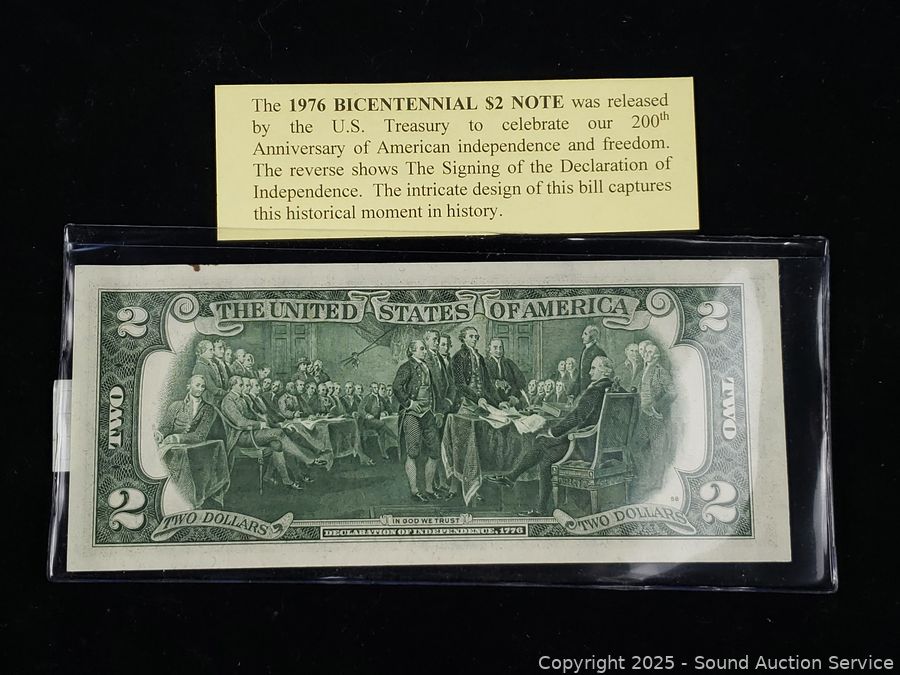 The 1976 BICENTENNIAL $2 NOTE was released
by the U.S. Treasury to celebrate our 200th
Anniversary of American independence and freedom.
The reverse shows The Signing of the Declaration of
Independence. The intricate design of this bill captures
this historical moment in history.
2 THE UNITED STATES OF AMERICA 2
TWO TWO
2 TWO DOLLARS IN GOD WE TRUST TWO DOLLARS 2
DECLARATION OF INDEPENDENCE, 1776
Copyright © 2025 - Sound Auction Service